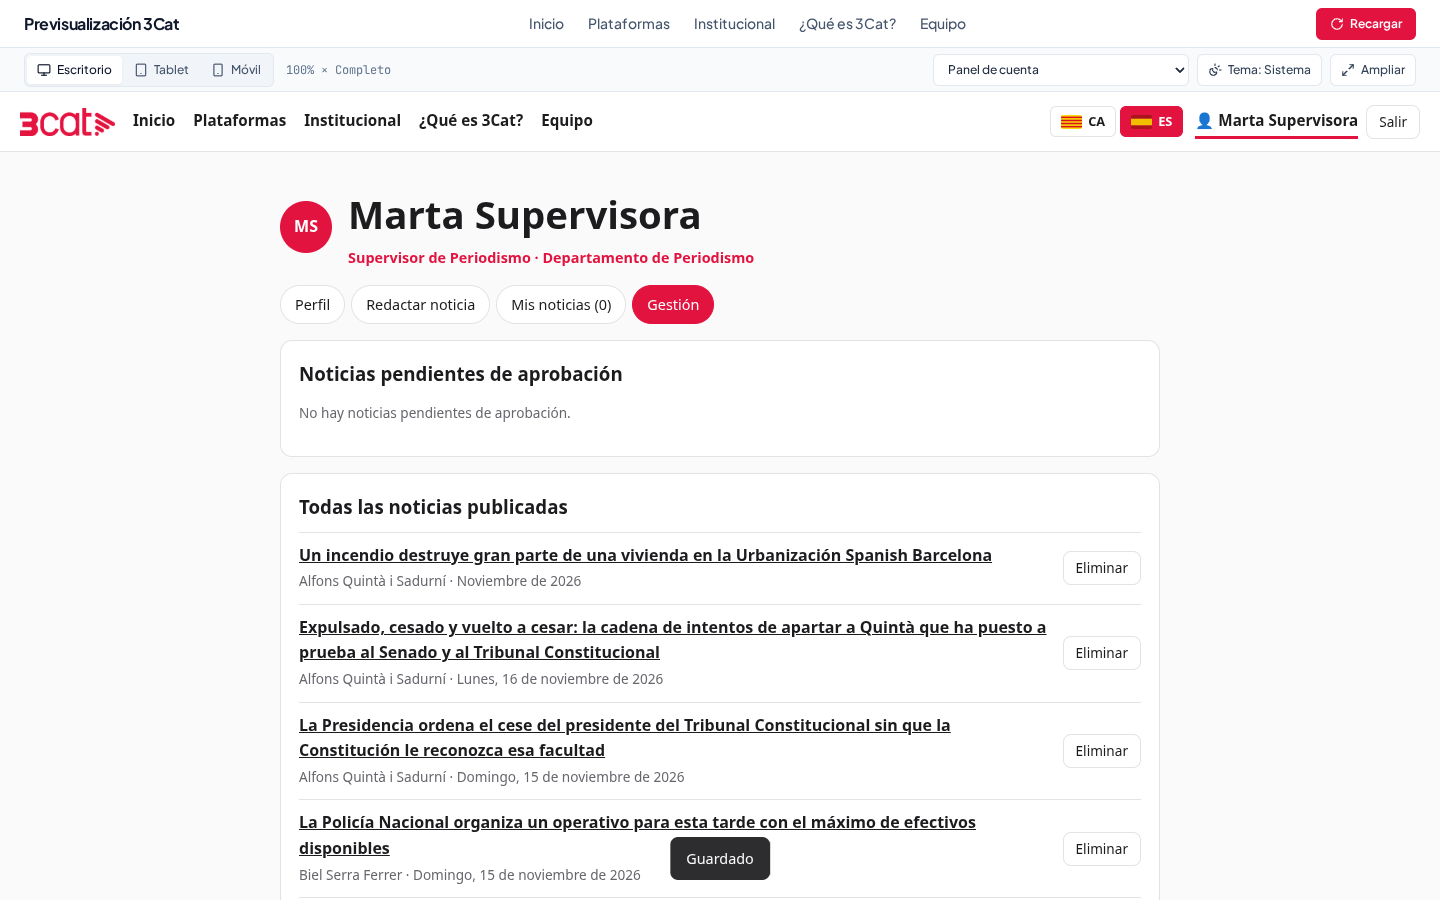 Previsualización 3Cat
Inicio
Plataformas
Institucional
¿Qué es 3Cat?
Equipo
Recargar
Escritorio
Tablet
Móvil
100% × Completo
Panel de cuenta
Tema: Sistema
Ampliar
3cat
Inicio
Plataformas
Institucional
¿Qué es 3Cat?
Equipo
CA
ES
Marta Supervisora
Salir
MS
Marta Supervisora
Supervisor de Periodismo · Departamento de Periodismo
Perfil
Redactar noticia
Mis noticias (0)
Gestión
Noticias pendientes de aprobación
No hay noticias pendientes de aprobación.
Todas las noticias publicadas
Un incendio destruye gran parte de una vivienda en la Urbanización Spanish Barcelona
Alfons Quintà i Sadurní · Noviembre de 2026
Eliminar
Expulsado, cesado y vuelto a cesar: la cadena de intentos de apartar a Quintà que ha puesto a
prueba al Senado y al Tribunal Constitucional
Alfons Quintà i Sadurní · Lunes, 16 de noviembre de 2026
Eliminar
La Presidencia ordena el cese del presidente del Tribunal Constitucional sin que la
Constitución le reconozca esa facultad
Alfons Quintà i Sadurní · Domingo, 15 de noviembre de 2026
Eliminar
La Policía Nacional organiza un operativo para esta tarde con el máximo de efectivos
disponibles
Biel Serra Ferrer · Domingo, 15 de noviembre de 2026
Eliminar
Guardado